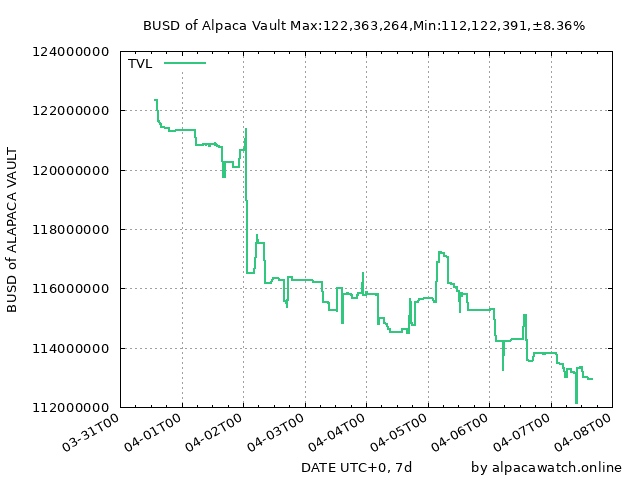 BUSD of Alpaca Vault Max:122,363,264,Min:112,122,391,±8.36%
TVL
124000000
122000000
120000000
118000000
116000000
114000000
112000000
BUSD of ALAPACA VAULT
03-31T00
04-01T00
04-02T00
04-03T00
04-04T00
04-05T00
04-06T00
04-07T00
04-08T00
DATE UTC+0, 7d
by alpacawatch.online